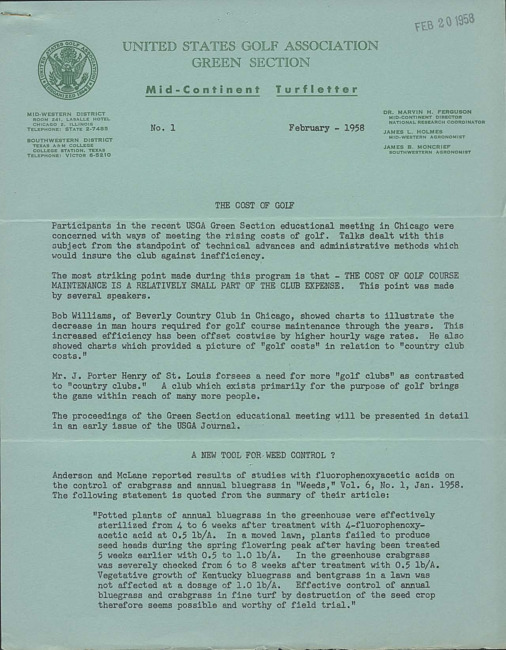 FEB 20 1958
UNITED STATES GOLF ASSOCIATION
GREEN SECTION
Mid-Continent Turfletter
MID-WESTERN DISTRICT
ROOM 241, LASALLE HOTEL
CHICAGO 2, ILLINOIS
TELEPHONE: STATE 2-7485
SOUTHWESTERN DISTRICT
TEXAS A&M COLLEGE
COLLEGE STATION, TEXAS
TELEPHONE: VICTOR 6-5210
No. 1
February - 1958
DR. MARVIN H. FERGUSON
MID-CONTINENT DIRECTOR
NATIONAL RESEARCH COORDINATOR
JAMES L. HOLMES
MID-WESTERN AGRONOMIST
JAMES B. MONCRIEF
SOUTHWESTERN AGRONOMIST
THE COST OF GOLF
Participants in the recent USGA Green Section educational meeting in Chicago were
concerned with ways of meeting the rising costs of golf. Talks dealt with this
subject from the standpoint of technical advances and administrative methods which
would insure the club against inefficiency.
The most striking point made during this program is that - THE COST OF GOLF COURSE
MAINTENANCE IS A RELATIVELY SMALL PART OF THE CLUB EXPENSE. This point was made
by several speakers.
Bob Williams, of Beverly Country Club in Chicago, showed charts to illustrate the
decrease in man hours required for golf course maintenance through the years. This
increased efficiency has been offset costwise by higher hourly wage rates. He also
showed charts which provided a picture of "golf costs" in relation to "country club
costs."
Mr. J. Porter Henry of St. Louis forsees a need for more "golf clubs" as contrasted
to "country clubs." A club which exists primarily for the purpose of golf brings
the game within reach of many more people.
The proceedings of the Green Section educational meeting will be presented in detail
in an early issue of the USGA Journal.
A NEW TOOL FOR WEED CONTROL ?
Anderson and McLane reported results of studies with fluorophenoxyacetic acids on
the control of crabgrass and annual bluegrass in "Weeds," Vol. 6, No. 1, Jan. 1958.
The following statement is quoted from the summary of their article:
"Potted plants of annual bluegrass in the greenhouse were effectively
sterilized from 4 to 6 weeks after treatment with 4-fluorophenoxy-
acetic acid at 0.5 lb/A. In a mowed lawn, plants failed to produce
seed heads during the spring flowering peak after having been treated
5 weeks earlier with 0.5 to 1.0 lb/A. In the greenhouse crabgrass
was severely checked from 6 to 8 weeks after treatment with 0.5 lb/A.
Vegetative growth of Kentucky bluegrass and bentgrass in a lawn was
not affected at a dosage of 1.0 lb/A. Effective control of annual
bluegrass and crabgrass in fine turf by destruction of the seed crop
therefore seems possible and worthy of field trial."